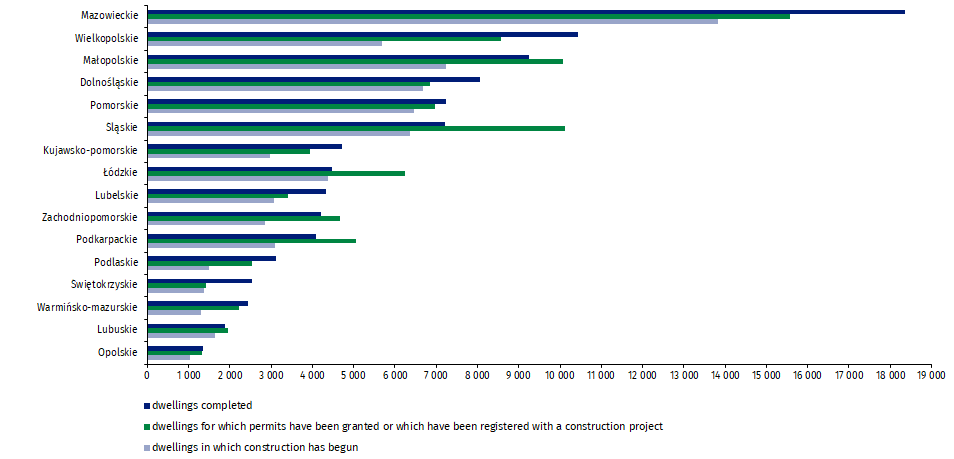 Mazowieckie
Wielkopolskie
Małopolskie
Dolnośląskie
Pomorskie
Sląskie
Kujawsko-pomorskie
Łódzkie
Lubelskie
Zachodniopomorskie
Podkarpackie
Podlaskie
Swiętokrzyskie
Warmińsko-mazurskie
Lubuskie
Opolskie
0 1 000 2 000 3 000 4 000 5 000 6 000 7 000 8 000 9 000 10 000 11 000 12 000 13 000 14 000 15 000 16 000 17 000 18 000 19 000
dwellings completed
dwellings for which permits have been granted or which have been registered with a construction project
dwellings in which construction has begun